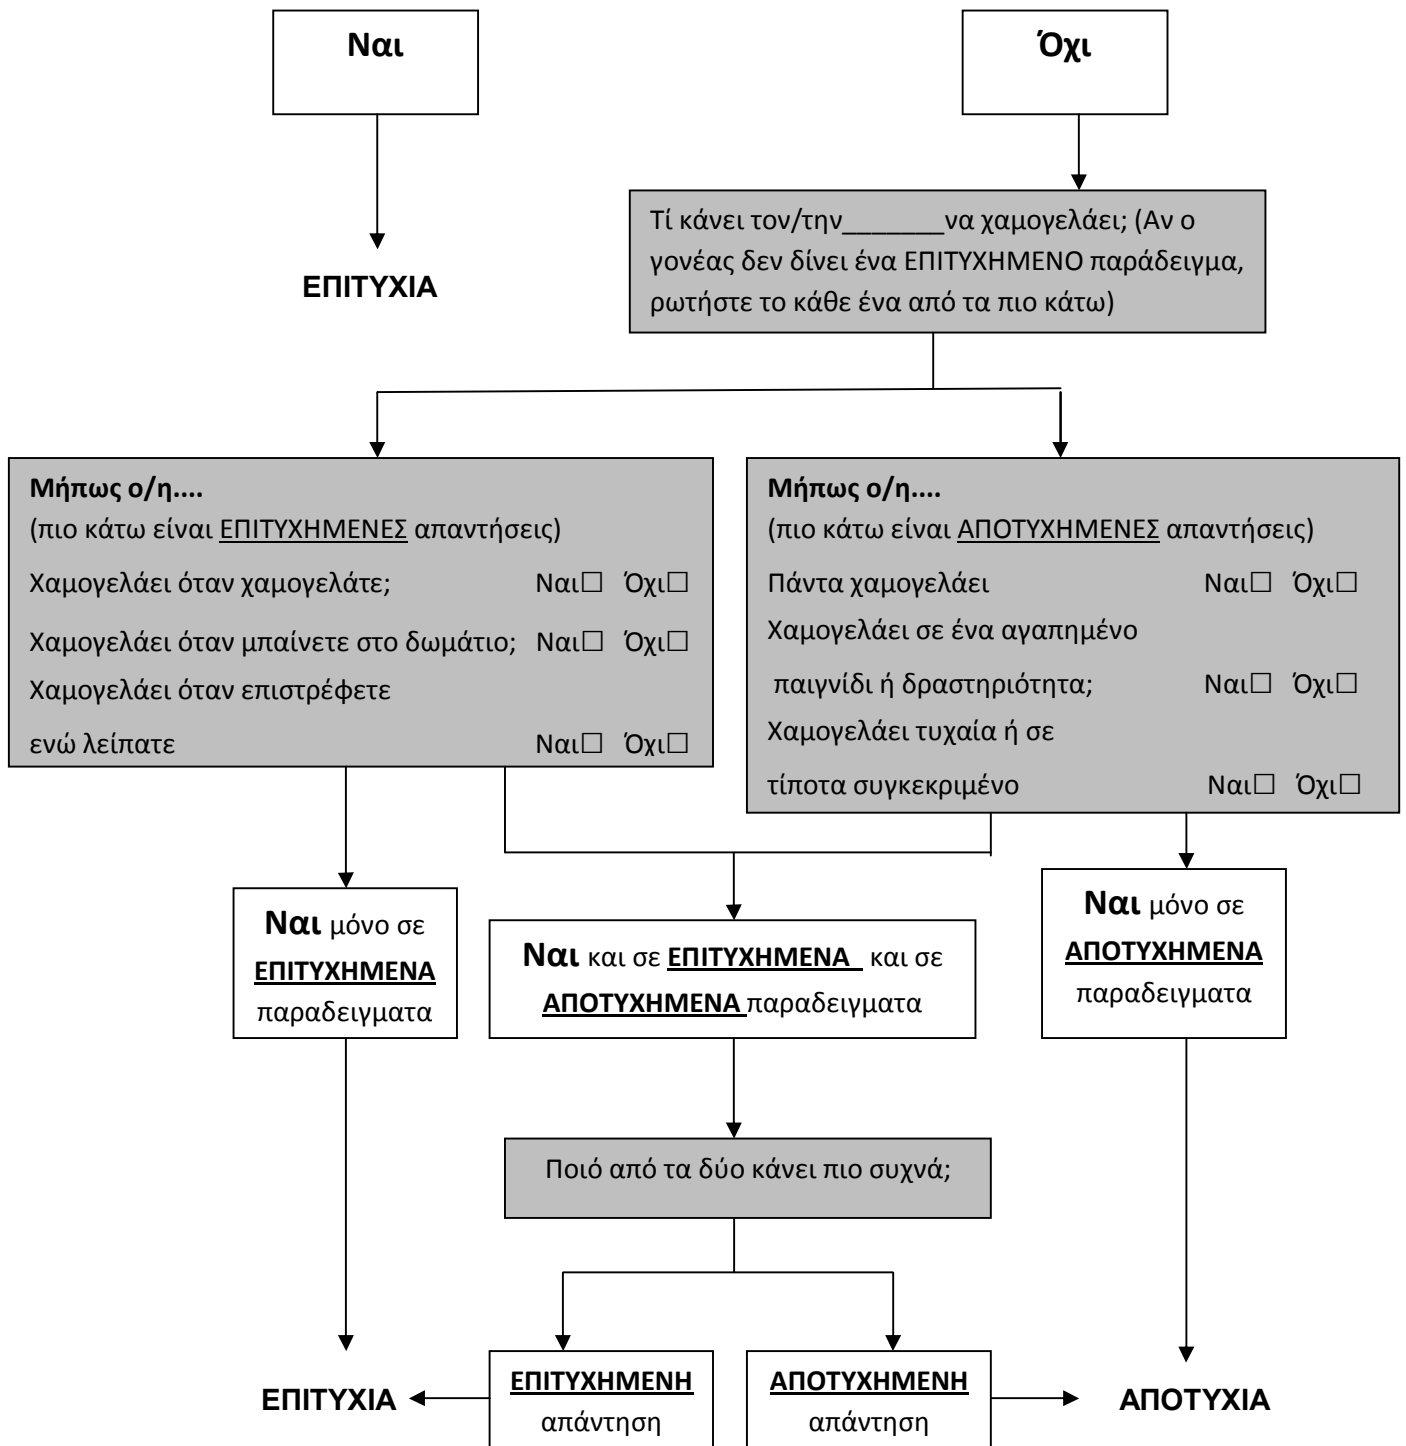 Ναι
Όχι
Τί κάνει τον/την_______να χαμογελάει; (Αν ο
γονέας δεν δίνει ένα ΕΠΙΤΥΧΗΜΕΝΟ παράδειγμα,
ρωτήστε το κάθε ένα από τα πιο κάτω)
ΕΠΙΤΥΧΙΑ
Μήπως ο/η....
(πιο κάτω είναι ΕΠΙΤΥΧΗΜΕΝΕΣ απαντήσεις)
Χαμογελάει όταν χαμογελάτε; Ναι☐ Όχι☐
Χαμογελάει όταν μπαίνετε στο δωμάτιο; Ναι☐ Όχι☐
Χαμογελάει όταν επιστρέφετε
ενώ λείπατε Ναι☐ Όχι☐
Μήπως ο/η....
(πιο κάτω είναι ΑΠΟΤΥΧΗΜΕΝΕΣ απαντήσεις)
Πάντα χαμογελάει Ναι☐ Όχι☐
Χαμογελάει σε ένα αγαπημένο
παιγνίδι ή δραστηριότητα; Ναι☐ Όχι☐
Χαμογελάει τυχαία ή σε
τίποτα συγκεκριμένο Ναι☐ Όχι☐
Ναι μόνο σε
ΕΠΙΤΥΧΗΜΕΝΑ
παραδειγματα
Ναι και σε ΕΠΙΤΥΧΗΜΕΝΑ και σε
ΑΠΟΤΥΧΗΜΕΝΑ παραδειγματα
Ναι μόνο σε
ΑΠΟΤΥΧΗΜΕΝΑ
παραδειγματα
Ποιό από τα δύο κάνει πιο συχνά;
ΕΠΙΤΥΧΙΑ
ΕΠΙΤΥΧΗΜΕΝΗ
απάντηση
ΑΠΟΤΥΧΗΜΕΝΗ
απάντηση
ΑΠΟΤΥΧΙΑ